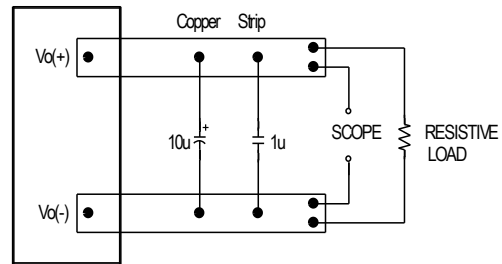 Copper Strip
Vo(+)
+
10u
1u
SCOPE
RESISTIVE
LOAD
Vo(-)